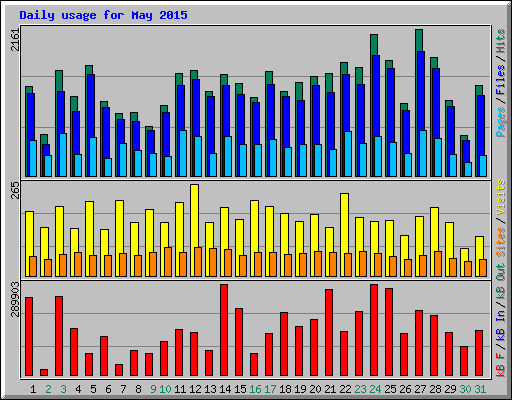 Daily usage for May 2015
2161
Pages / Files / Hits
265
Sites / Visits
289903
kB F / kB In / kB Out
1 2 3 4 5 6 7 8 9 10 11 12 13 14 15 16 17 18 19 20 21 22 23 24 25 26 27 28 29 30 31